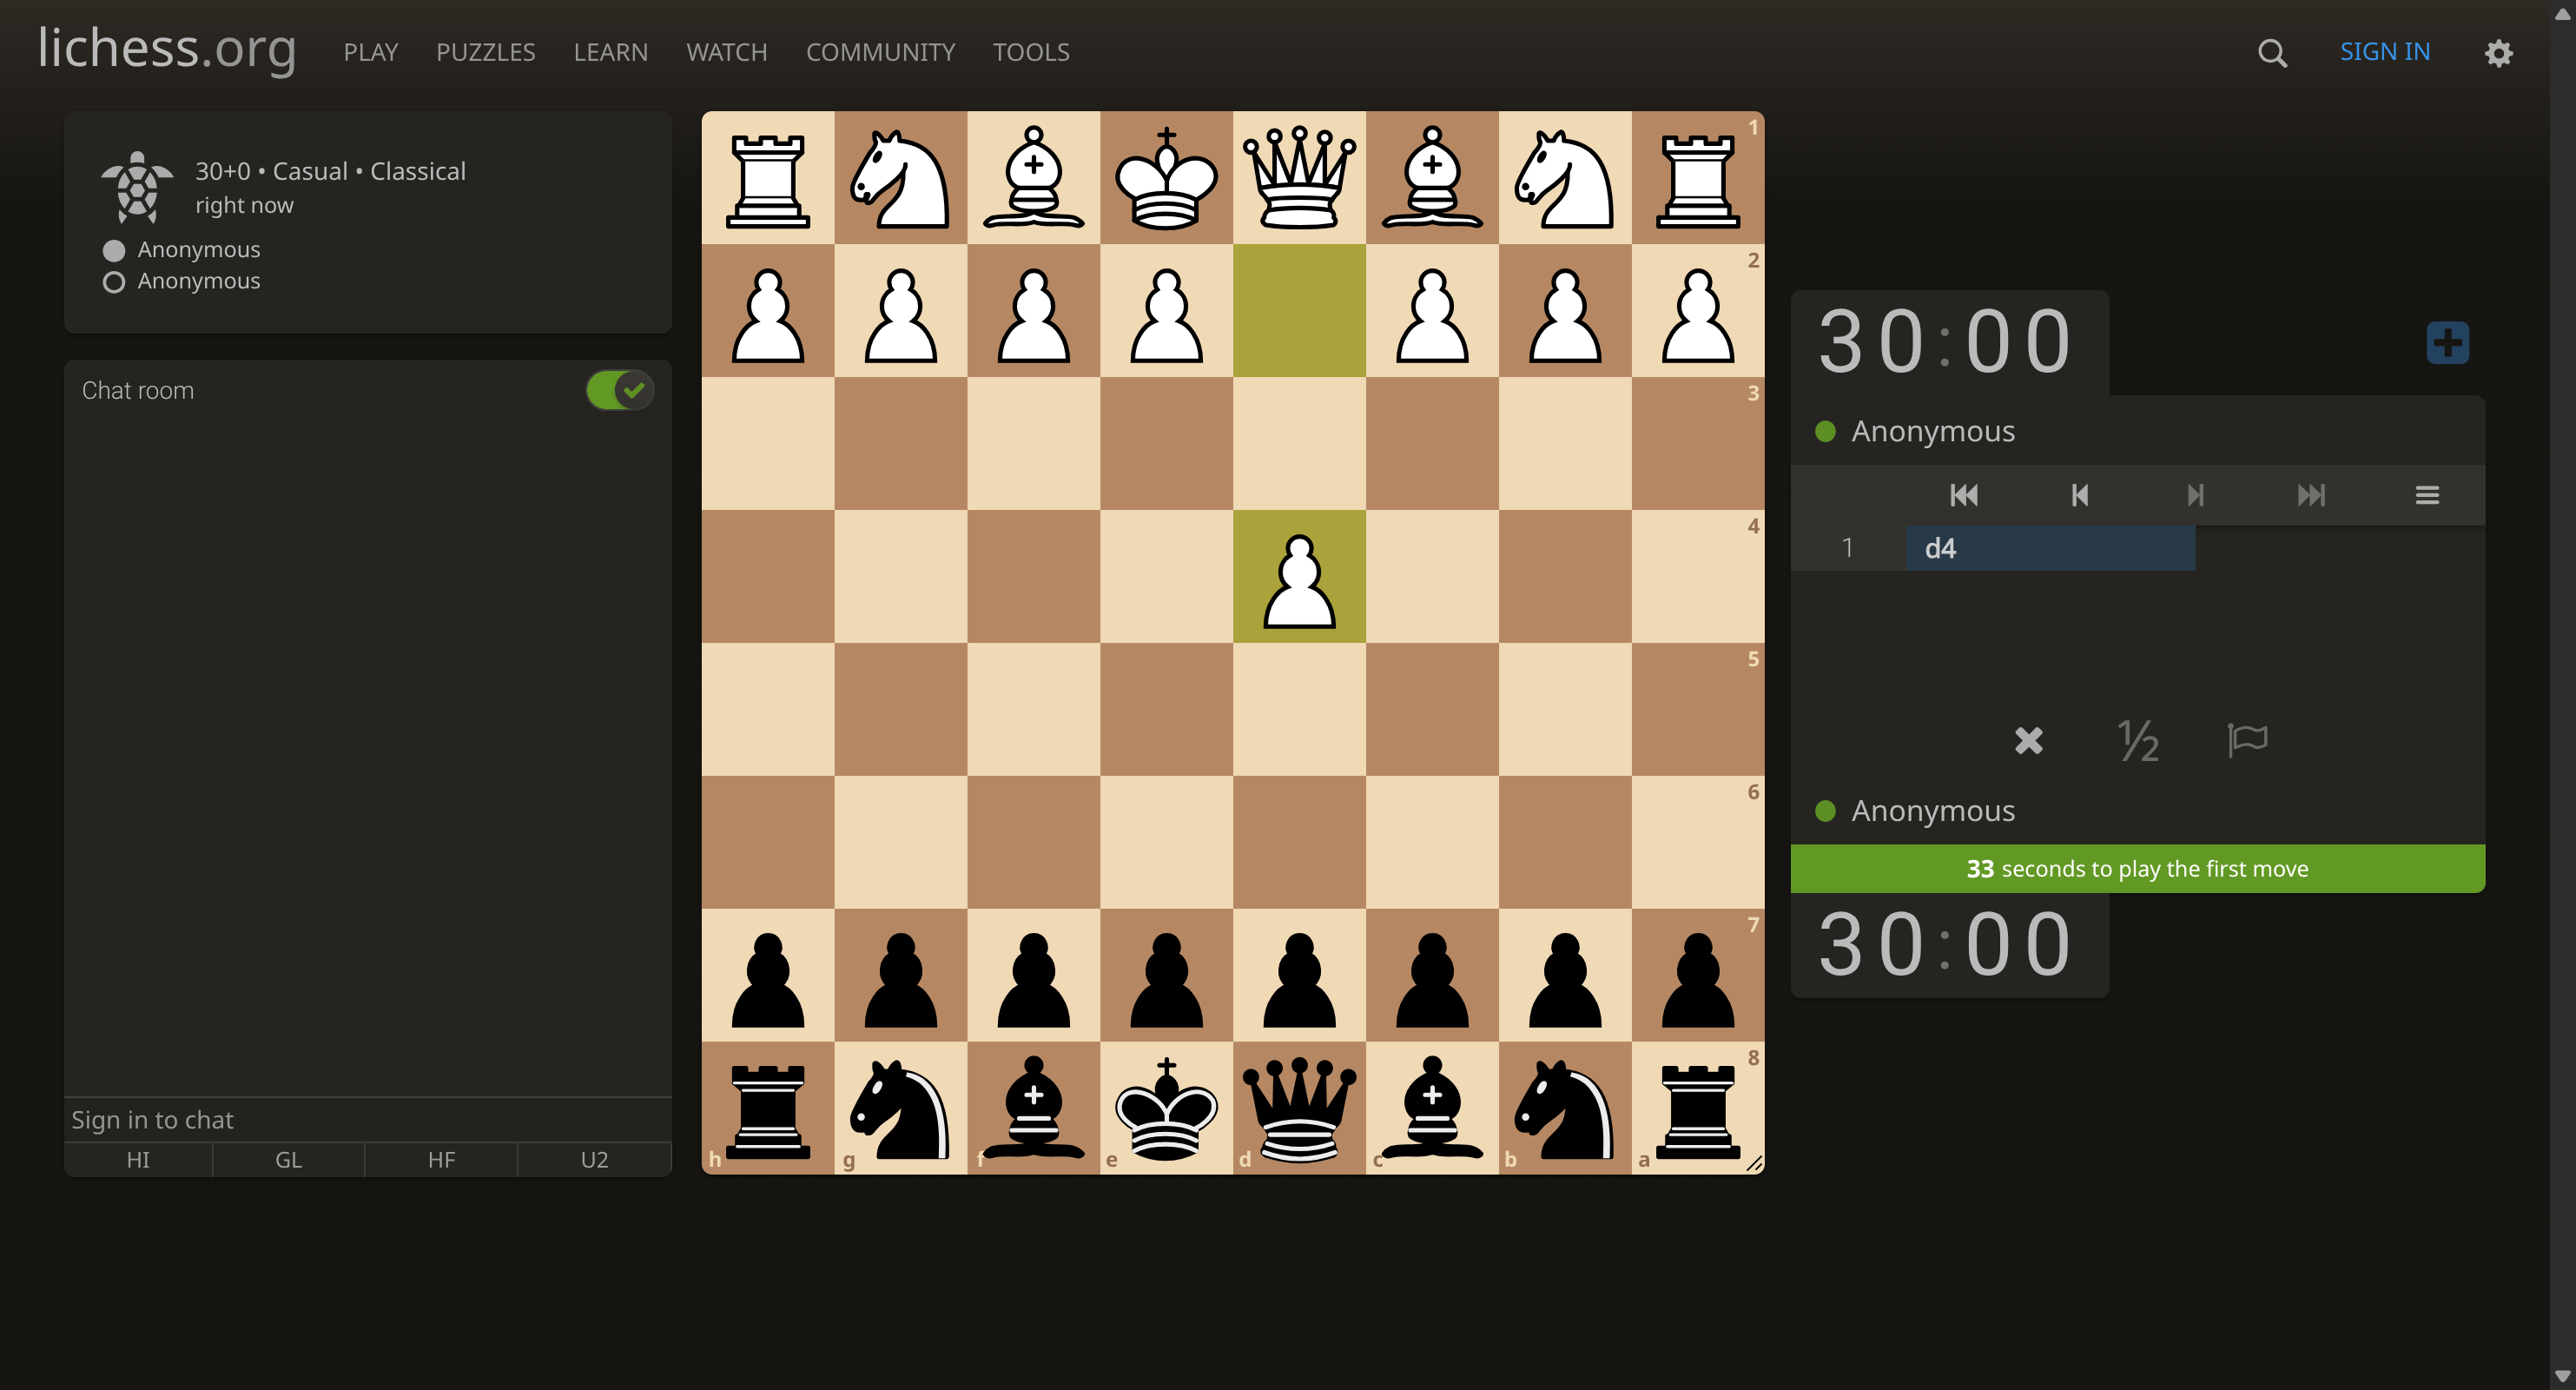 lichess.org PLAY PUZZLES LEARN WATCH COMMUNITY TOOLS SIGN IN
30+0 • Casual • Classical
right now
Anonymous
Anonymous
Chat room
Sign in to chat
HI GL HF U2
1
2
3
4
5
6
7
8
h g f e d c b a
30:00
Anonymous
1 d4
½
Anonymous
33 seconds to play the first move
30:00